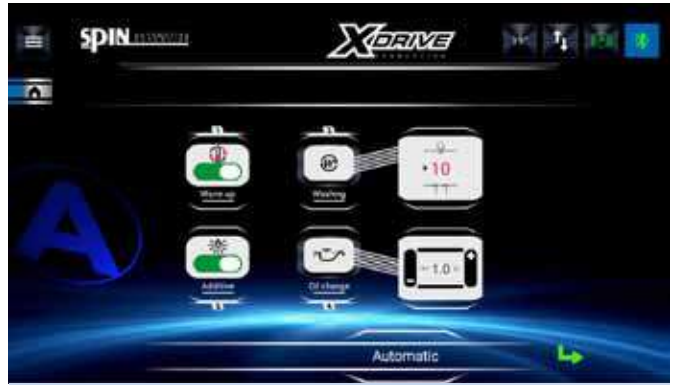 SPIN
XDRIVE
Warm up
Washing
10
Additive
Oil change
1.0
Automatic